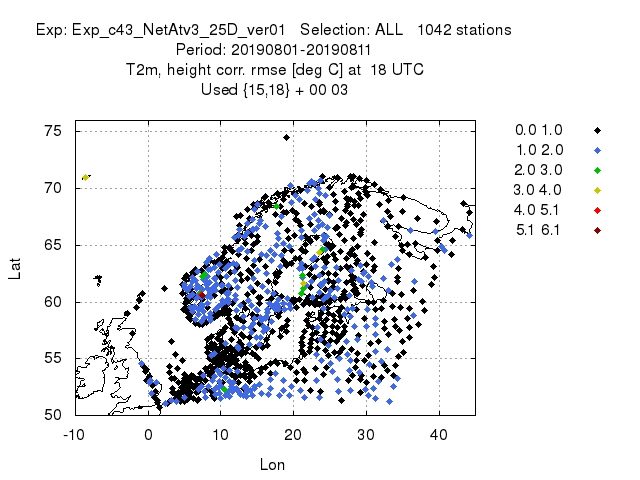 Exp: Exp_c43_NetAtv3_25D_ver01 Selection: ALL 1042 stations
Period: 20190801-20190811
T2m, height corr. rmse [deg C] at 18 UTC
Used {15,18} + 00 03
75
70
65
60
55
50
Lat
-10 0 10 20 30 40
Lon
0.0 1.0
1.0 2.0
2.0 3.0
3.0 4.0
4.0 5.1
5.1 6.1